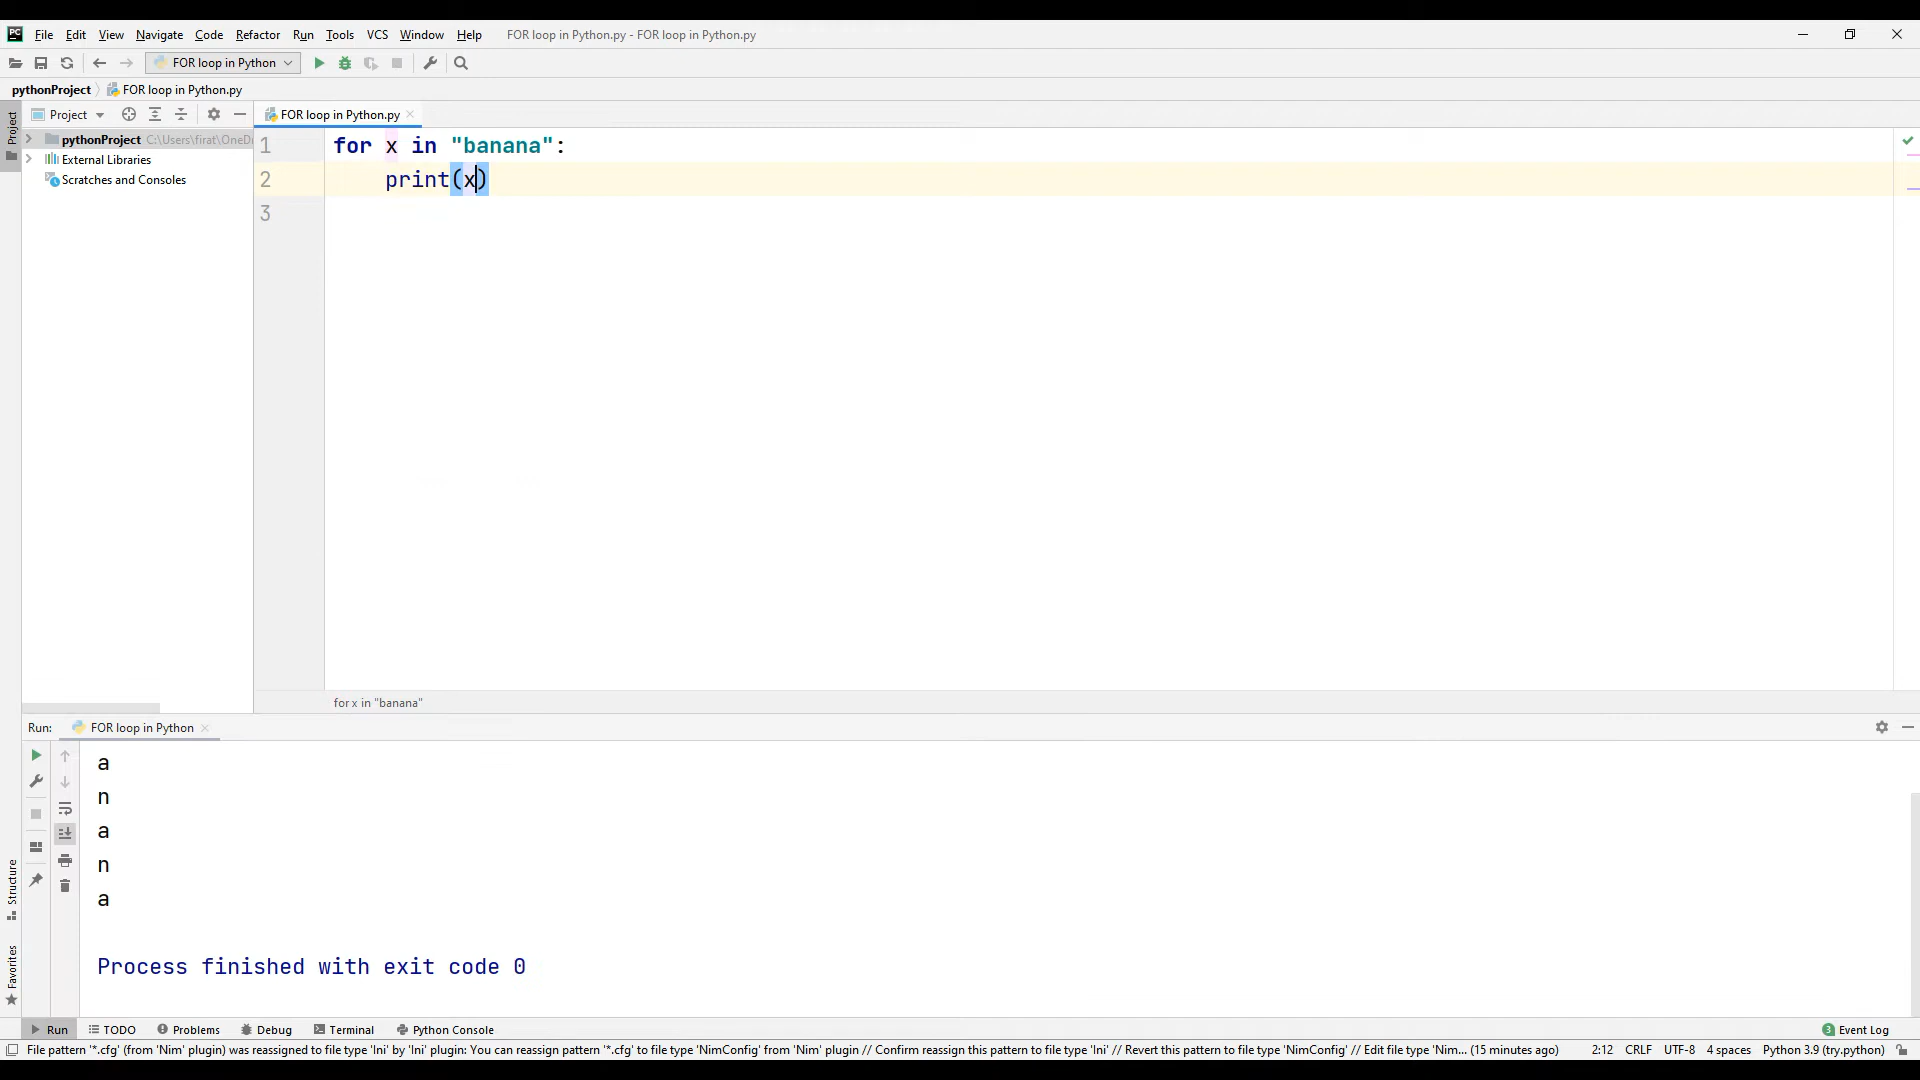 PC File Edit View Navigate Code Refactor Run Tools VCS Window Help FOR loop in Python.py - FOR loop in Python.py
FOR loop in Python
pythonProject FOR loop in Python.py
Project Project FOR loop in Python.py
pythonProject C:\Users\firat\OneD
External Libraries
Scratches and Consoles
1 for x in "banana":
2 print(x)
3
for x in "banana"
Run: FOR loop in Python
a
n
a
n
a
Process finished with exit code 0
Structure
Favorites
Run TODO Problems Debug Terminal Python Console 3 Event Log
File pattern '*.cfg' (from 'Nim' plugin) was reassigned to file type 'Ini' by 'Ini' plugin: You can reassign pattern '*.cfg' to file type 'NimConfig' from 'Nim' plugin // Confirm reassign this pattern to file type 'Ini' // Revert this pattern to file type 'NimConfig' // Edit file type 'Nim... (15 minutes ago) 2:12 CRLF UTF-8 4 spaces Python 3.9 (try.python)